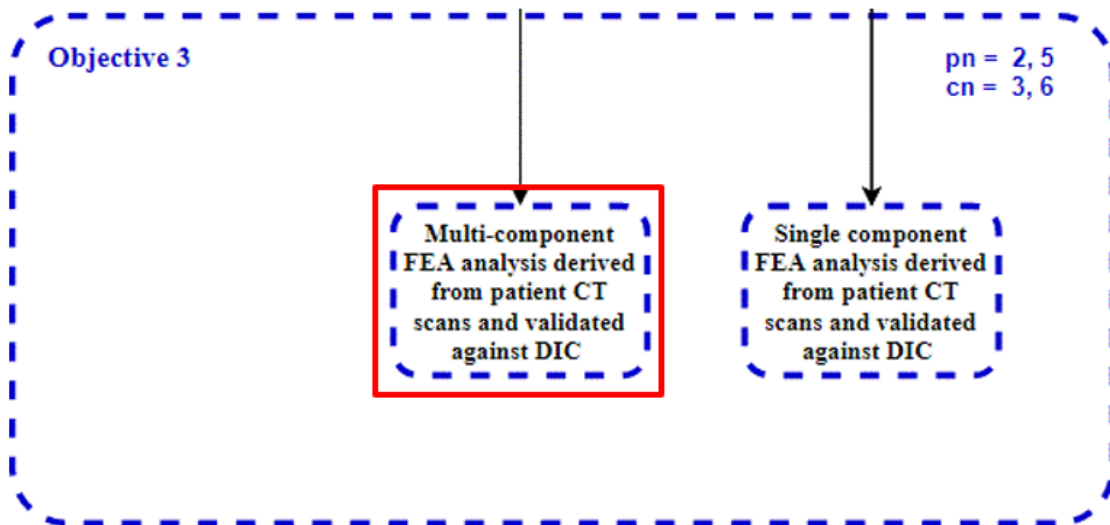 Objective 3
pn = 2, 5
cn = 3, 6
Multi-component
FEA analysis derived
from patient CT
scans and validated
against DIC
Single component
FEA analysis derived
from patient CT
scans and validated
against DIC